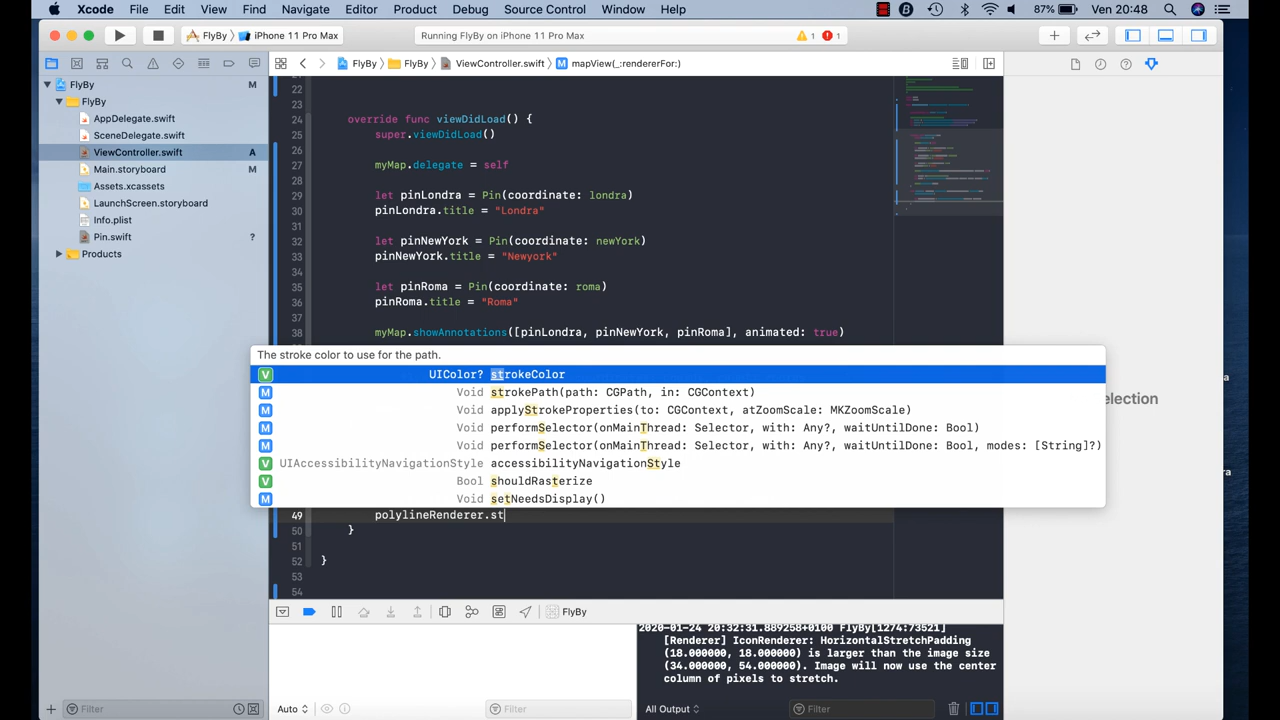 Xcode File Edit View Find Navigate Editor Product Debug Source Control Window Help 87% Ven 20:48
FlyBy iPhone 11 Pro Max Running FlyBy on iPhone 11 Pro Max 1 1
FlyBy FlyBy ViewController.swift M mapView(_:rendererFor:)
FlyBy M
FlyBy
AppDelegate.swift
SceneDelegate.swift
ViewController.swift A
Main.storyboard M
Assets.xcassets
LaunchScreen.storyboard
Info.plist
Pin.swift ?
Products
22
23
24 override func viewDidLoad() {
25 super.viewDidLoad()
26
27 myMap.delegate = self
28
29 let pinLondra = Pin(coordinate: londra)
30 pinLondra.title = "Londra"
31
32 let pinNewYork = Pin(coordinate: newYork)
33 pinNewYork.title = "Newyork"
34
35 let pinRoma = Pin(coordinate: roma)
36 pinRoma.title = "Roma"
37
38 myMap.showAnnotations([pinLondra, pinNewYork, pinRoma], animated: true)
The stroke color to use for the path.
V UIColor? strokeColor
M Void strokePath(path: CGPath, in: CGContext)
M Void applyStrokeProperties(to: CGContext, atZoomScale: MKZoomScale)
M Void performSelector(onMainThread: Selector, with: Any?, waitUntilDone: Bool)
M Void performSelector(onMainThread: Selector, with: Any?, waitUntilDone: Bool, modes: [String]?)
V UIAccessibilityNavigationStyle accessibilityNavigationStyle
V Bool shouldRasterize
M Void setNeedsDisplay()
election
49 polylineRenderer.st
50 }
51
52 }
53
54
FlyBy
2020-01-24 20:32:31.889258+0100 FlyBy[1274:73521]
[Renderer] IconRenderer: HorizontalStretchPadding
(18.000000, 18.000000) is larger than the image size
(34.000000, 54.000000). Image will now use the center
column of pixels to stretch.
Filter Auto Filter All Output Filter